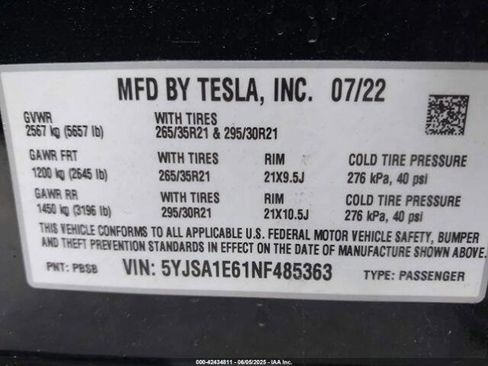 MFD BY TESLA, INC. 07/22
GVWR WITH TIRES
2567 kg (5657 lb) 265/35R21 & 295/30R21
GAWR FRT WITH TIRES RIM COLD TIRE PRESSURE
1200 kg (2645 lb) 265/35R21 21X9.5J 276 kPa, 40 psi
GAWR RR WITH TIRES RIM COLD TIRE PRESSURE
1450 kg (3196 lb) 295/30R21 21X10.5J 276 kPa, 40 psi
THIS VEHICLE CONFORMS TO ALL APPLICABLE U.S. FEDERAL MOTOR VEHICLE SAFETY, BUMPER
AND THEFT PREVENTION STANDARDS IN EFFECT ON THE DATE OF MANUFACTURE SHOWN ABOVE.
PNT: PBSB VIN: 5YJSA1E61NF485363 TYPE: PASSENGER
00-42434811 - 06/05/2025 - IAA Inc.